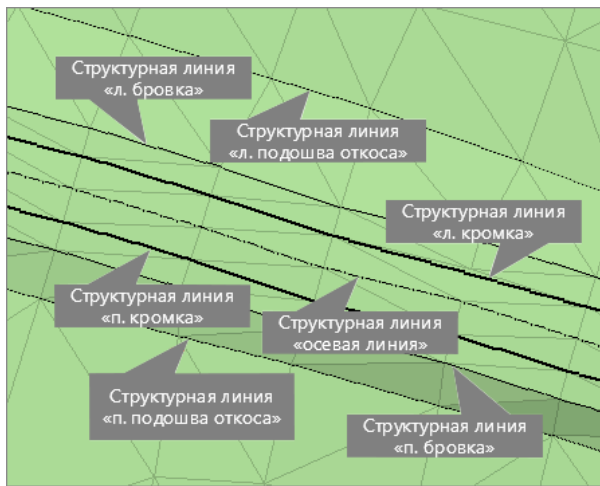 Структурная линия
«л. бровка»
Структурная линия
«л. подошва откоса»
Структурная линия
«л. кромка»
Структурная линия
«п. кромка»
Структурная линия
«осевая линия»
Структурная линия
«п. подошва откоса»
Структурная линия
«п. бровка»